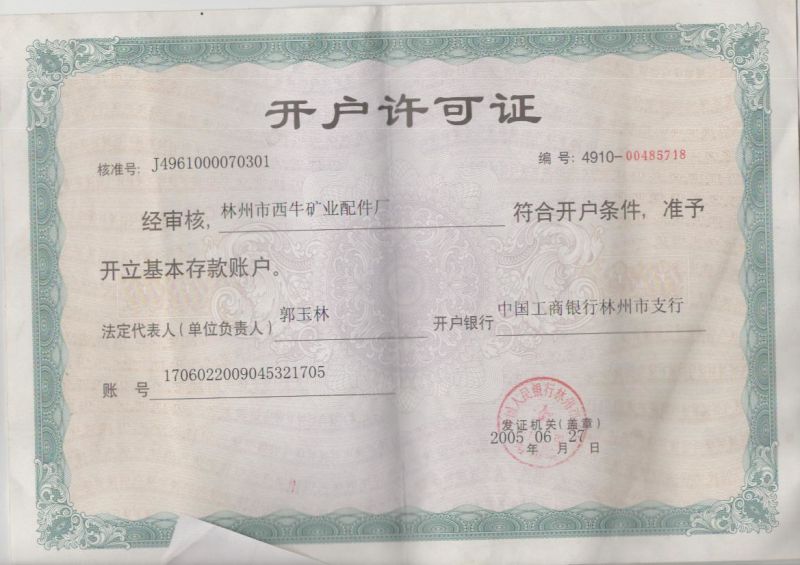 开户许可证
核准号: J4961000070301 编 号: 4910-00485718
经审核, 林州市西牛矿业配件厂 符合开户条件, 准予
开立基本存款账户。
法定代表人(单位负责人) 郭玉林 开户银行 中国工商银行林州市支行
账 号 1706022009045321705
发证机关(盖章)
2005 06 27
年 月 日